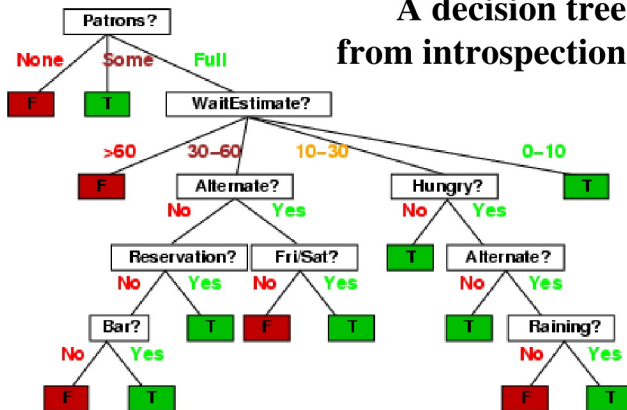 A decision tree
from introspection
Patrons?
None Some Full
F T WaitEstimate?
>60 30-60 10-30 0-10
F Alternate? Hungry? T
No Yes No Yes
Reservation? Fri/Sat? T Alternate?
No Yes No Yes No Yes
Bar? T F T T Raining?
No Yes No Yes
F T F T